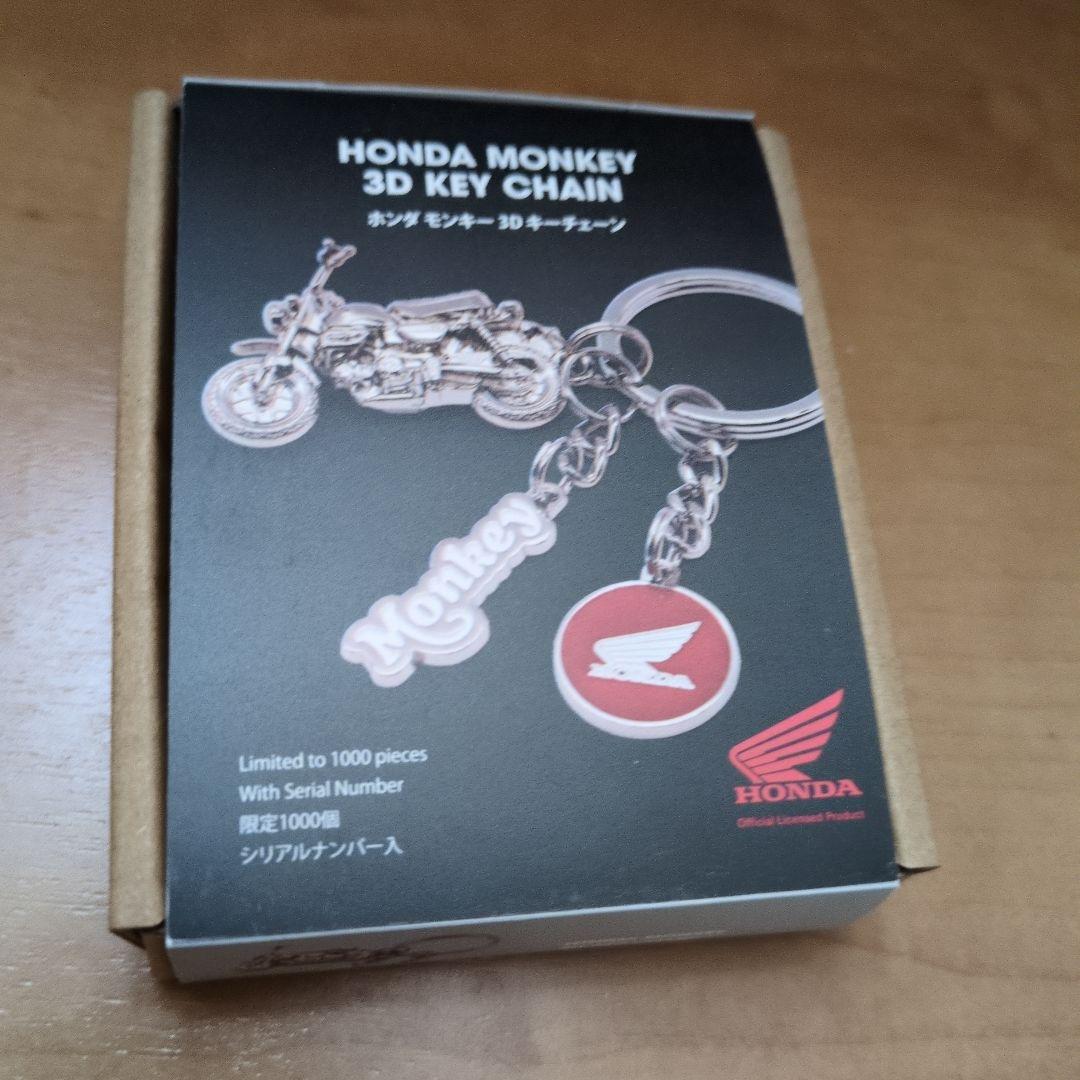 HONDA MONKEY
3D KEY CHAIN
ホンダ モンキー 3D キーチェーン
Monkey
HONDA
Limited to 1000 pieces
With Serial Number
限定1000個
シリアルナンバー入
HONDA
Official Licensed Product
HONDA MONKEY